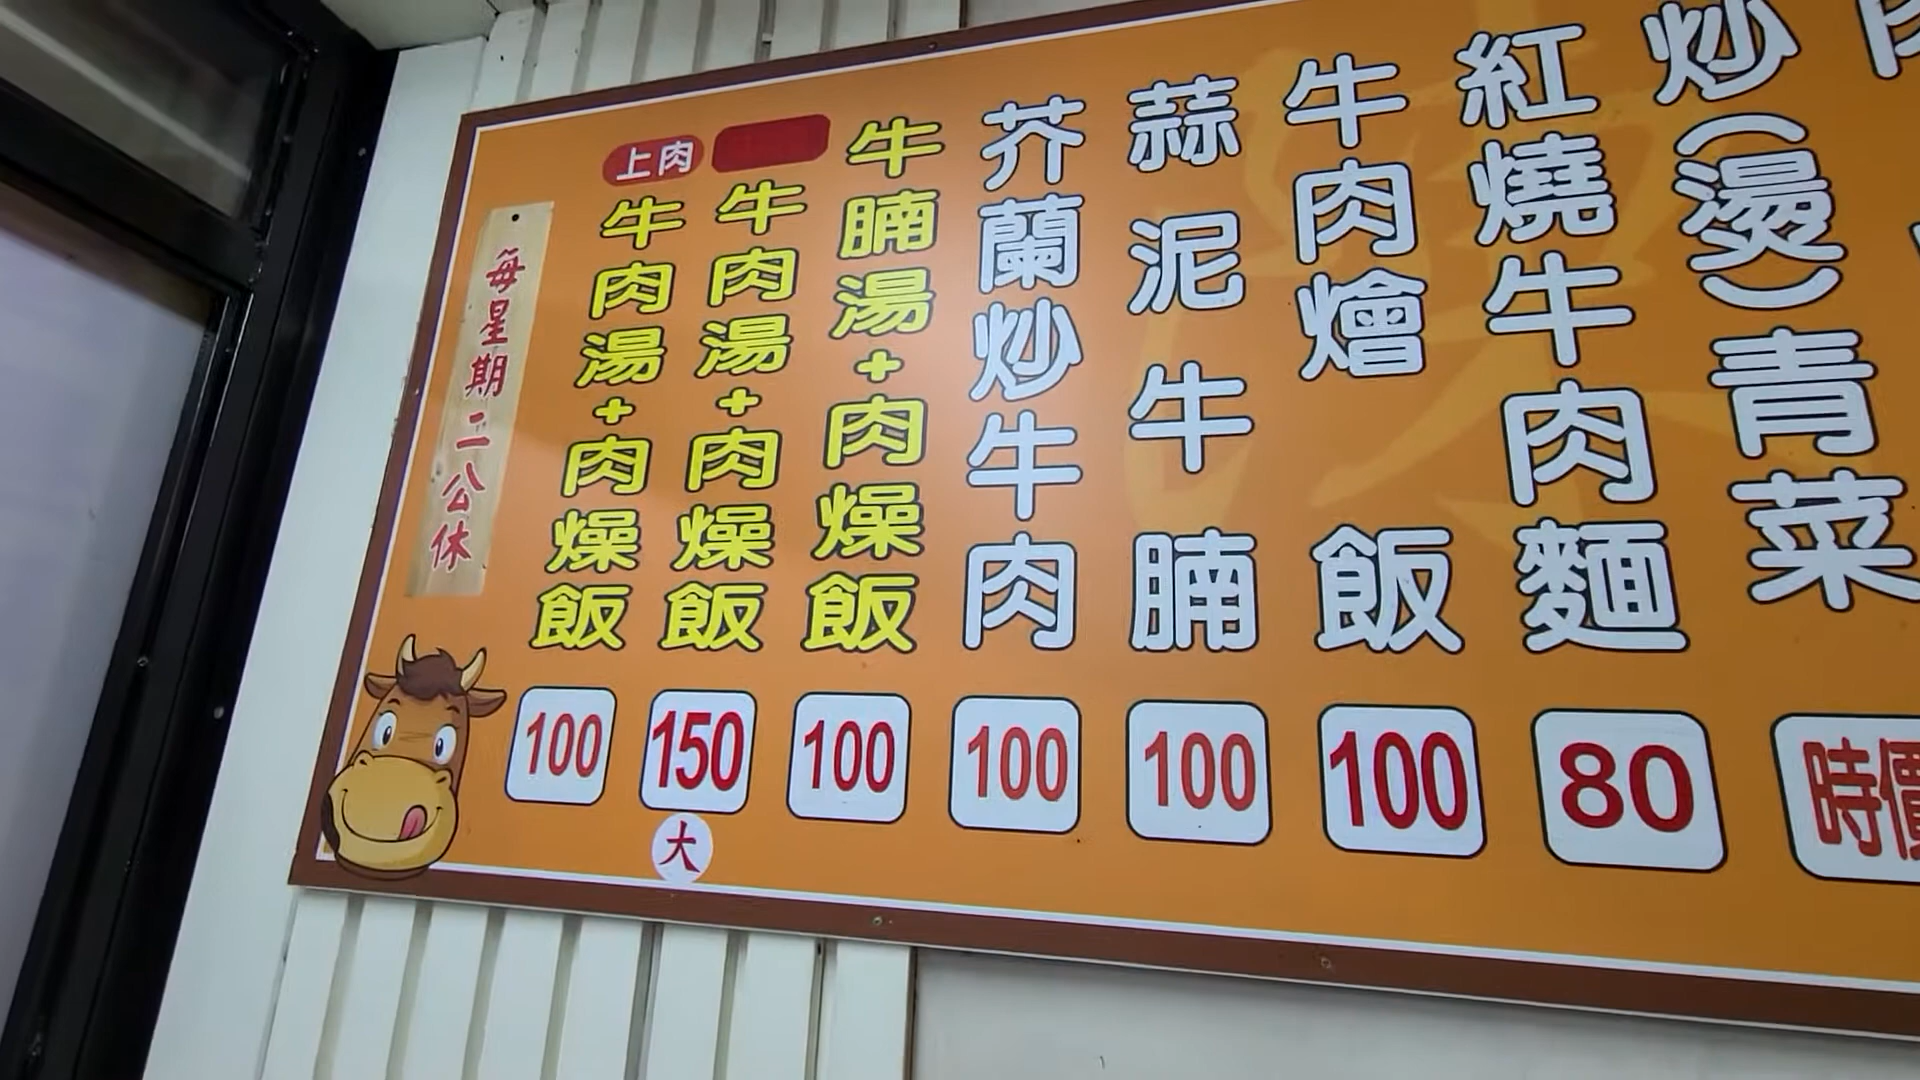 每星期二公休
上肉
牛肉湯+肉燥飯
100
牛肉湯+肉燥飯
150
大
牛腩湯+肉燥飯
100
芥蘭炒牛肉
100
蒜泥牛腩
100
牛肉燴飯
100
紅燒牛肉麵
80
炒(燙)青菜
時價